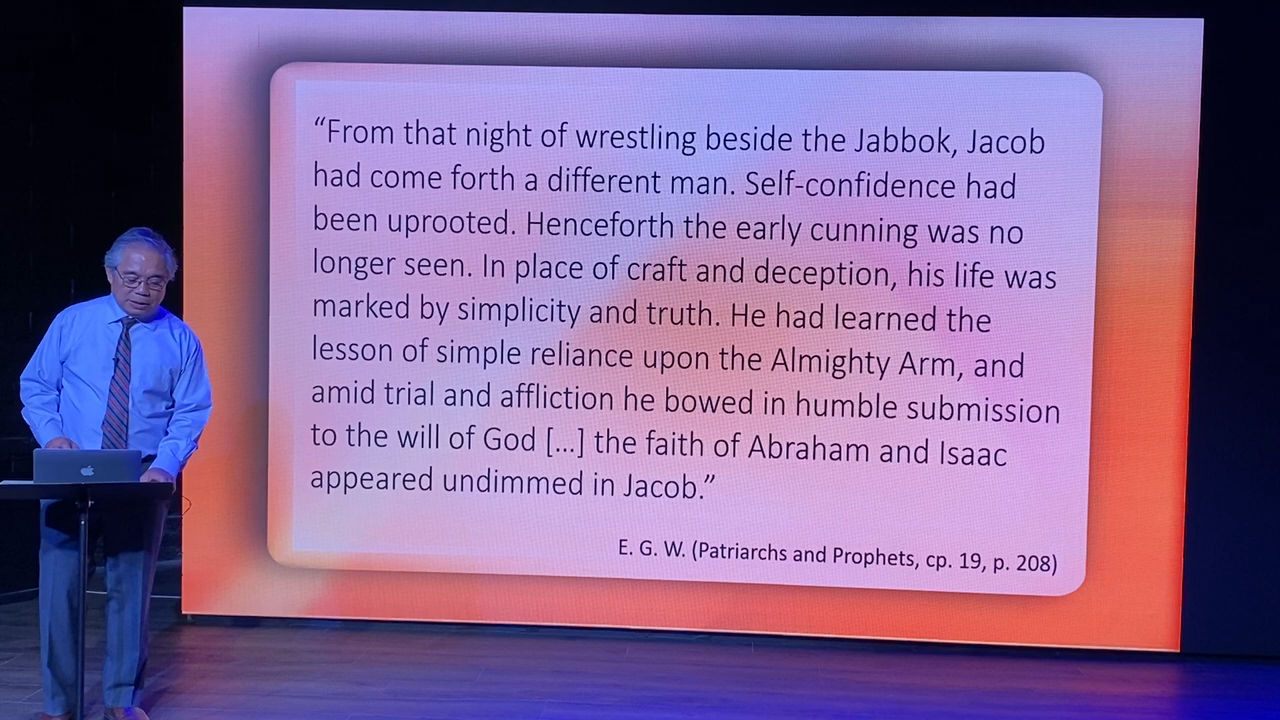 “From that night of wrestling beside the Jabbok, Jacob
had come forth a different man. Self-confidence had
been uprooted. Henceforth the early cunning was no
longer seen. In place of craft and deception, his life was
marked by simplicity and truth. He had learned the
lesson of simple reliance upon the Almighty Arm, and
amid trial and affliction he bowed in humble submission
to the will of God [...] the faith of Abraham and Isaac
appeared undimmed in Jacob.”
E. G. W. (Patriarchs and Prophets, cp. 19, p. 208)